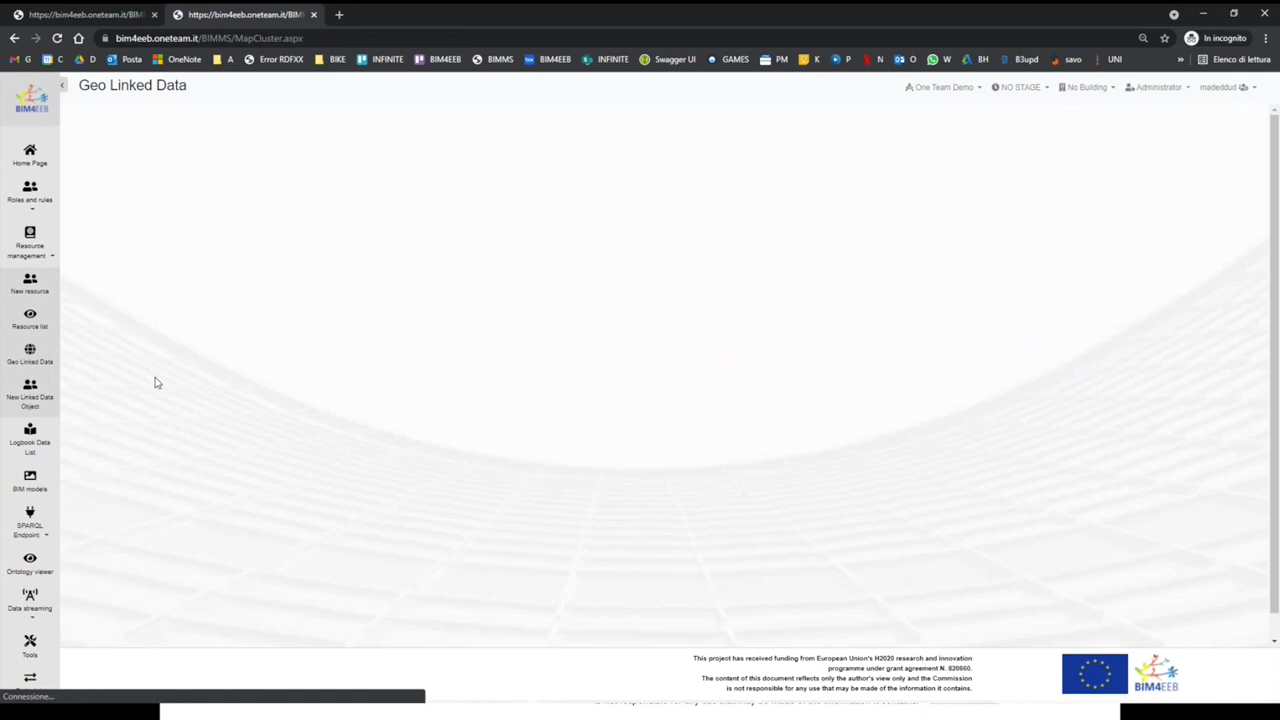 https://bim4eeb.oneteam.it/BIMI
https://bim4eeb.oneteam.it/BIMI
bim4eeb.oneteam.it/BIMMS/MapCluster.aspx
In incognito
G C D Posta OneNote A Error RDFXX BIKE INFINITE BIM4EEB BIMMS BIM4EEB INFINITE Swagger UI GAMES PM K P N O W BH B3upd savo UNI » Elenco di lettura
BIM4EEB
Geo Linked Data
One Team Demo
NO STAGE
No Building
Administrator
madeddud
Home Page
Roles and rules
Resource
management
New resource
Resource list
Geo Linked Data
New Linked Data
Object
Logbook Data
List
BIM models
SPARQL
Endpoint
Ontology viewer
Data streaming
Tools
Connessione...
This project has received funding from European Union's H2020 research and innovation
programme under grant agreement N. 820660.
The content of this document reflects only the author's view only and the Commission
is not responsible for any use that may be made of the information it contains.
BIM4EEB